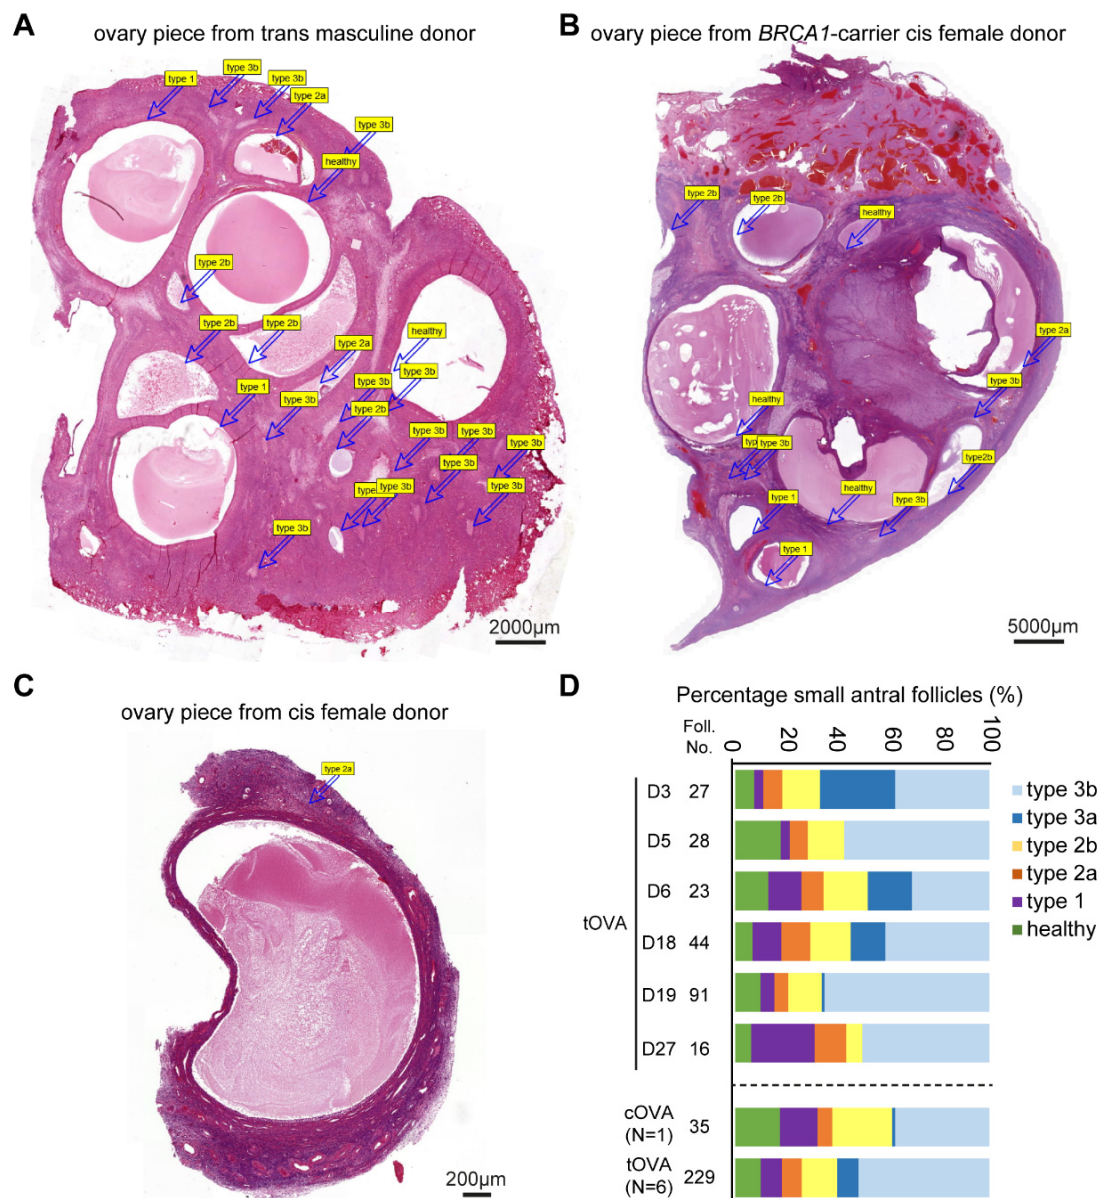 A
ovary piece from trans masculine donor
type 1
type 3b
type 3b
type 2a
type 3b
healthy
type 2b
type 2b
type 2b
type 2a
healthy
type 3b
type 3b
type 1
type 3b
type 2b
type 3b
type 3b
type 3b
type 3b
type 3b
type 3b
type 3b
2000µm
B
ovary piece from BRCA1-carrier cis female donor
type 2b
type 2b
healthy
type 2a
type 3b
healthy
type 3b
type2b
type 1
healthy
type 3b
type 1
5000µm
C
ovary piece from cis female donor
type 2a
200µm
D
Percentage small antral follicles (%)
Foll.
No.
0
20
40
60
80
100
tOVA
D3 27
D5 28
D6 23
D18 44
D19 91
D27 16
cOVA
(N=1)
35
tOVA
(N=6)
229
type 3b
type 3a
type 2b
type 2a
type 1
healthy